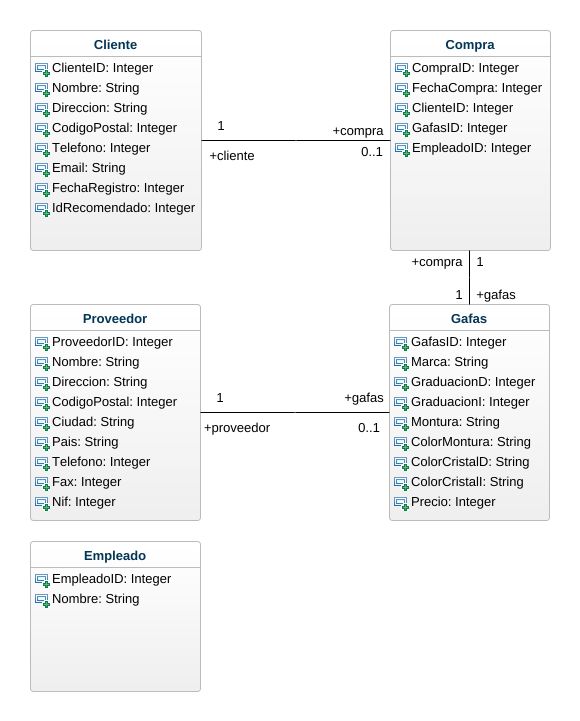 Cliente
ClienteID: Integer
Nombre: String
Direccion: String
CodigoPostal: Integer
Telefono: Integer
Email: String
FechaRegistro: Integer
IdRecomendado: Integer
1
+cliente
+compra
0..1
Compra
CompraID: Integer
FechaCompra: Integer
ClienteID: Integer
GafasID: Integer
EmpleadoID: Integer
+compra
1
1
+gafas
Proveedor
ProveedorID: Integer
Nombre: String
Direccion: String
CodigoPostal: Integer
Ciudad: String
Pais: String
Telefono: Integer
Fax: Integer
Nif: Integer
1
+proveedor
+gafas
0..1
Gafas
GafasID: Integer
Marca: String
GraduacionD: Integer
GraduacionI: Integer
Montura: String
ColorMontura: String
ColorCristalD: String
ColorCristalI: String
Precio: Integer
Empleado
EmpleadoID: Integer
Nombre: String